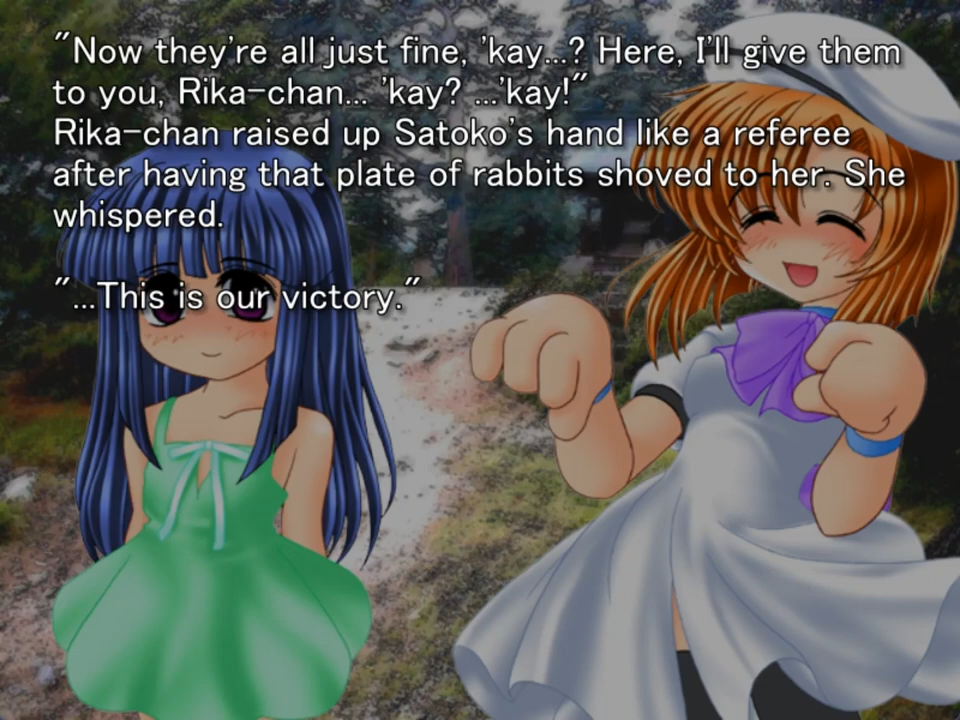 "Now they're all just fine, 'kay...? Here, I'll give them
to you, Rika-chan... 'kay? ...'kay!"
Rika-chan raised up Satoko's hand like a referee
after having that plate of rabbits shoved to her. She
whispered.
"...This is our victory."